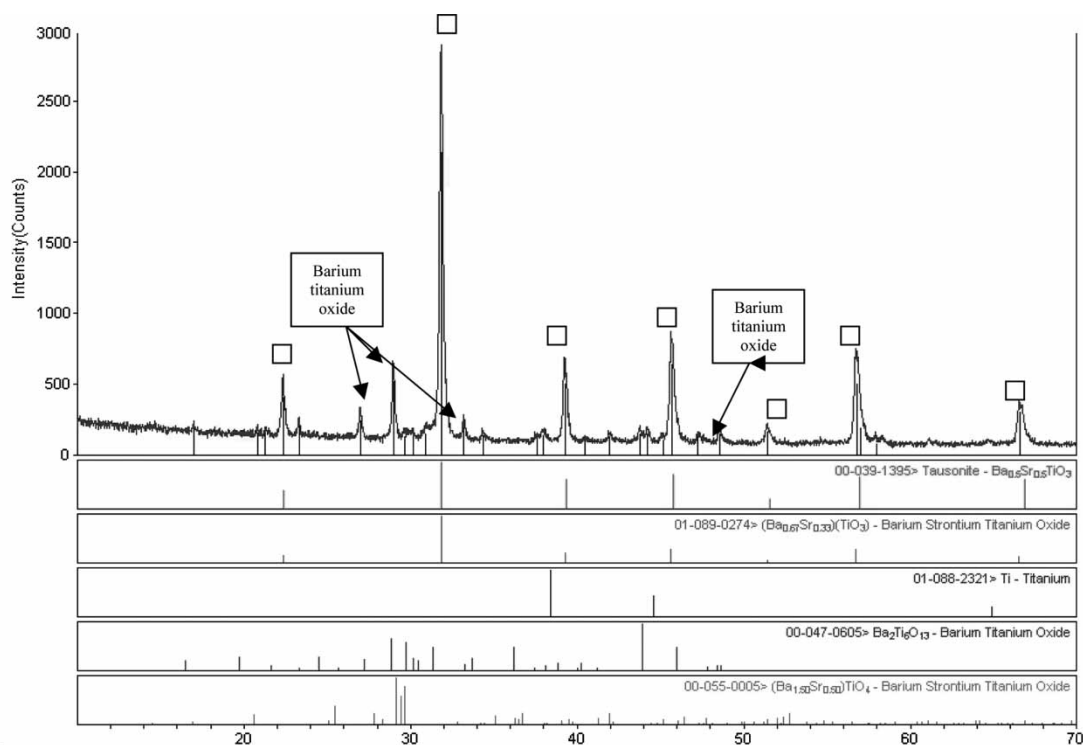 3000
2500
2000
1500
1000
500
0
Intensity(Counts)
Barium
titanium
oxide
Barium
titanium
oxide
00-039-1395> Tausonite - Ba₀.₅Sr₀.₅TiO₃
01-089-0274> (Ba₀.₆₇Sr₀.₃₃)(TiO₃) - Barium Strontium Titanium Oxide
01-088-2321> Ti - Titanium
00-047-0605> Ba₂Ti₆O₁₃ - Barium Titanium Oxide
00-055-0005> (Ba₁.₅₀Sr₀.₅₀)TiO₄ - Barium Strontium Titanium Oxide
20 30 40 50 60 70